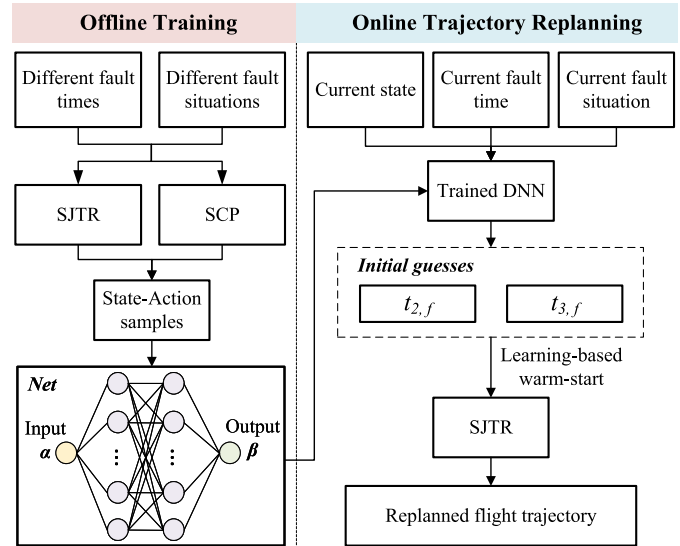 Offline Training
Online Trajectory Replanning
Different fault
times
Different fault
situations
Current state
Current fault
time
Current fault
situation
SJTR
SCP
Trained DNN
State-Action
samples
Initial guesses
t2, f
t3, f
Learning-based
warm-start
Net
Input
α
Output
β
⋮
⋮
SJTR
Replanned flight trajectory